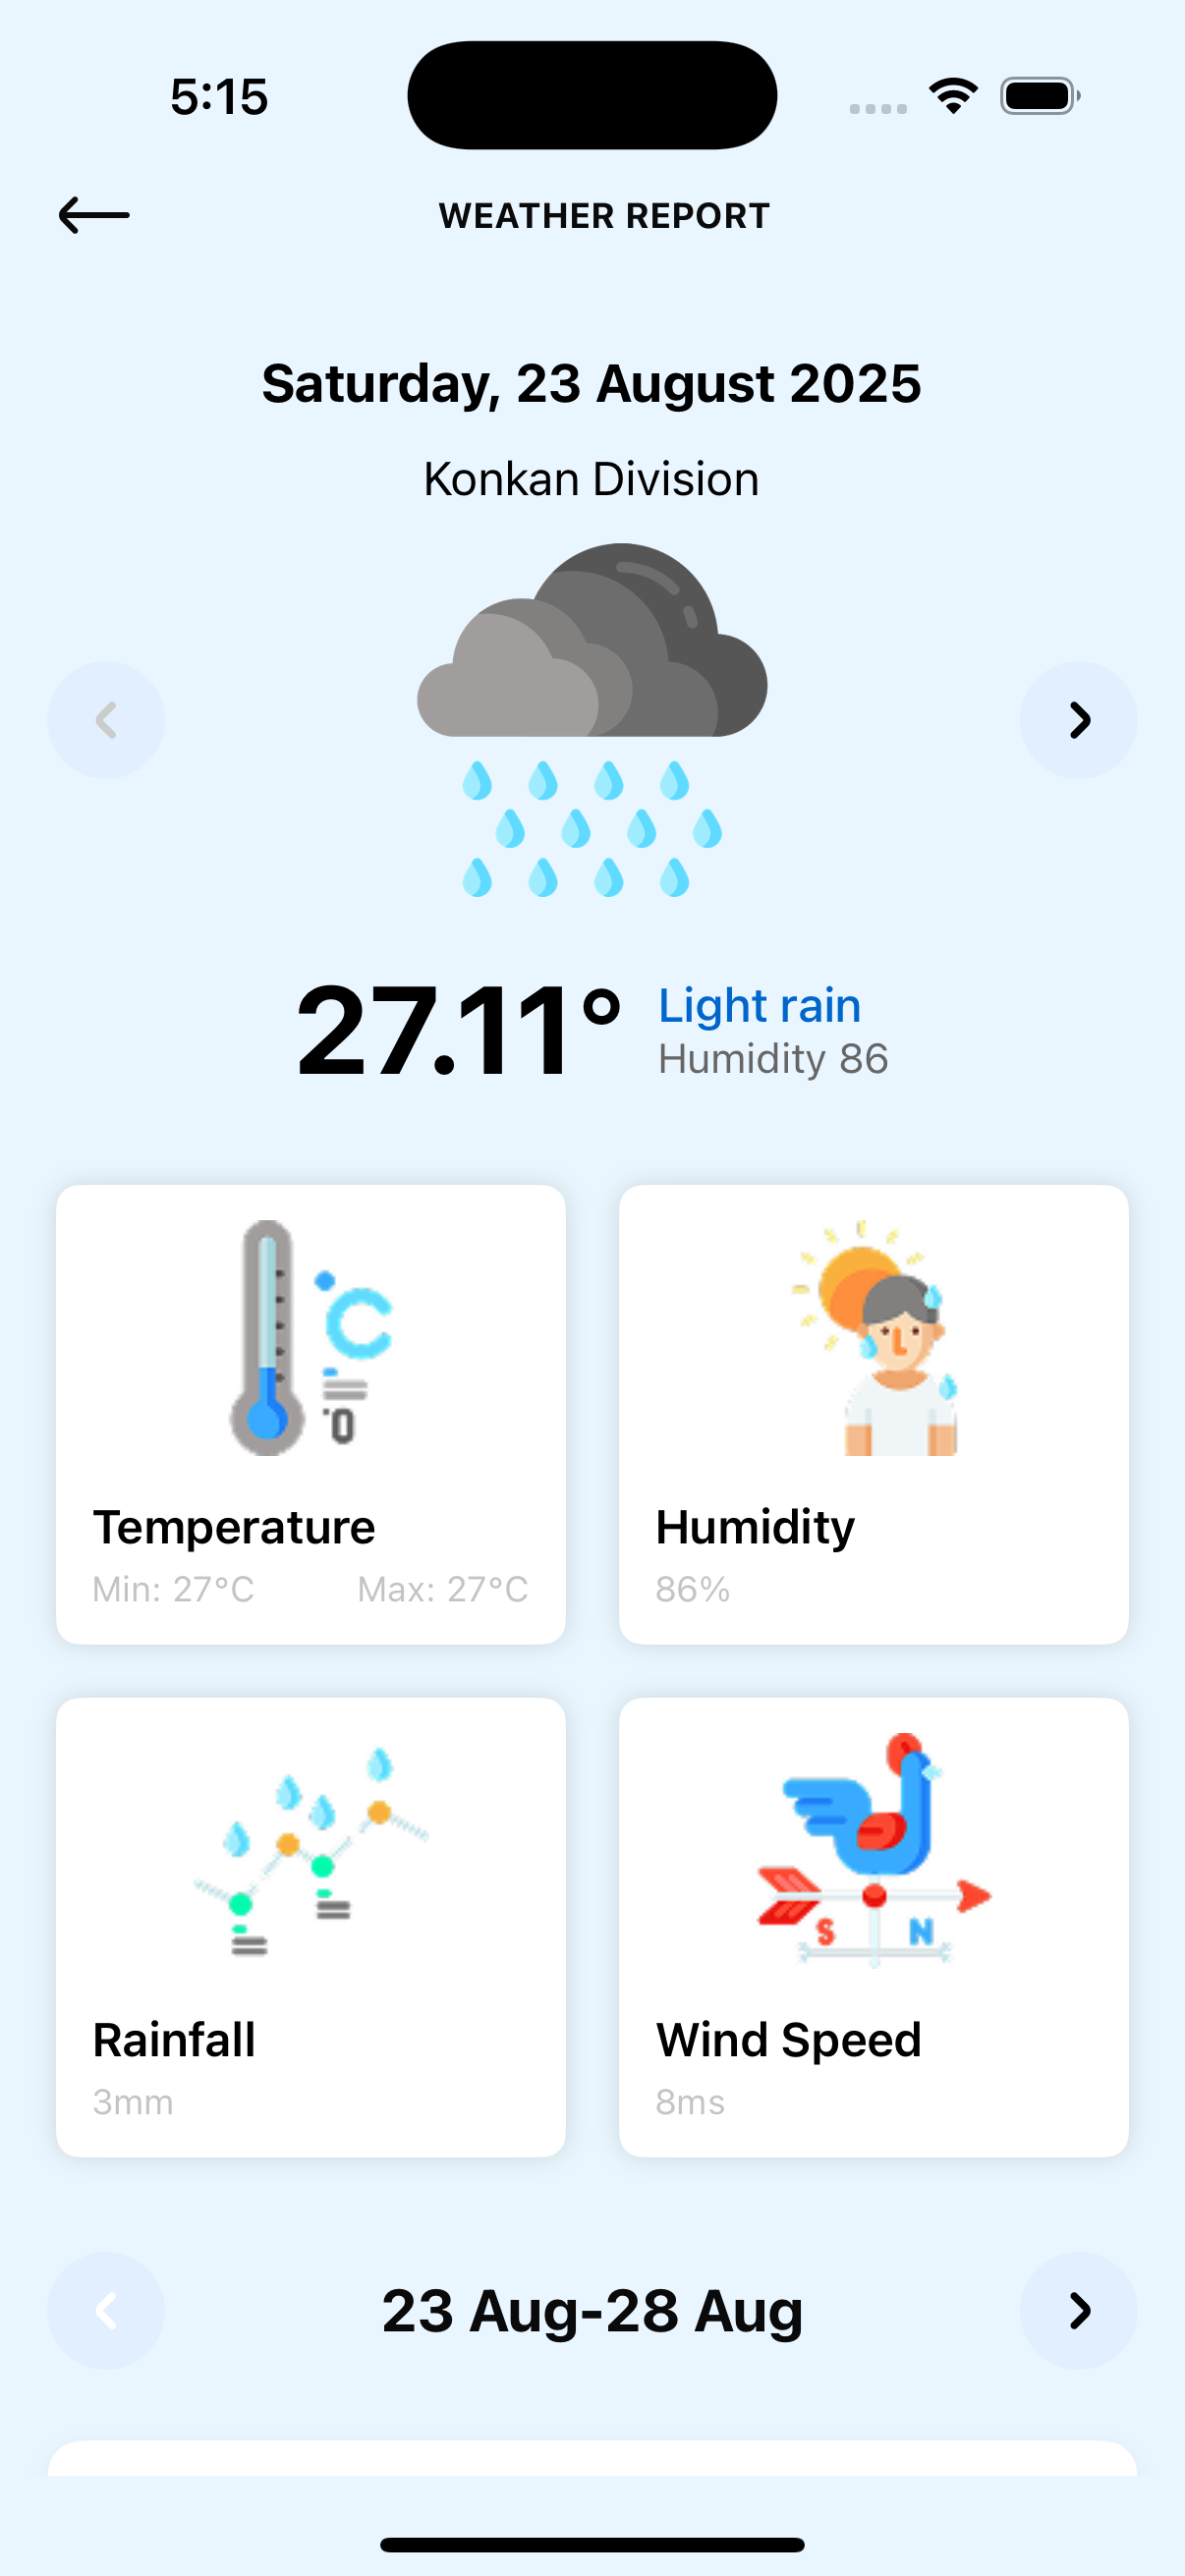 5:15
WEATHER REPORT
Saturday, 23 August 2025
Konkan Division
27.11°
Light rain
Humidity 86
°C
°0
Temperature
Min: 27°C Max: 27°C
Humidity
86%
S N
Rainfall
3mm
Wind Speed
8ms
23 Aug-28 Aug